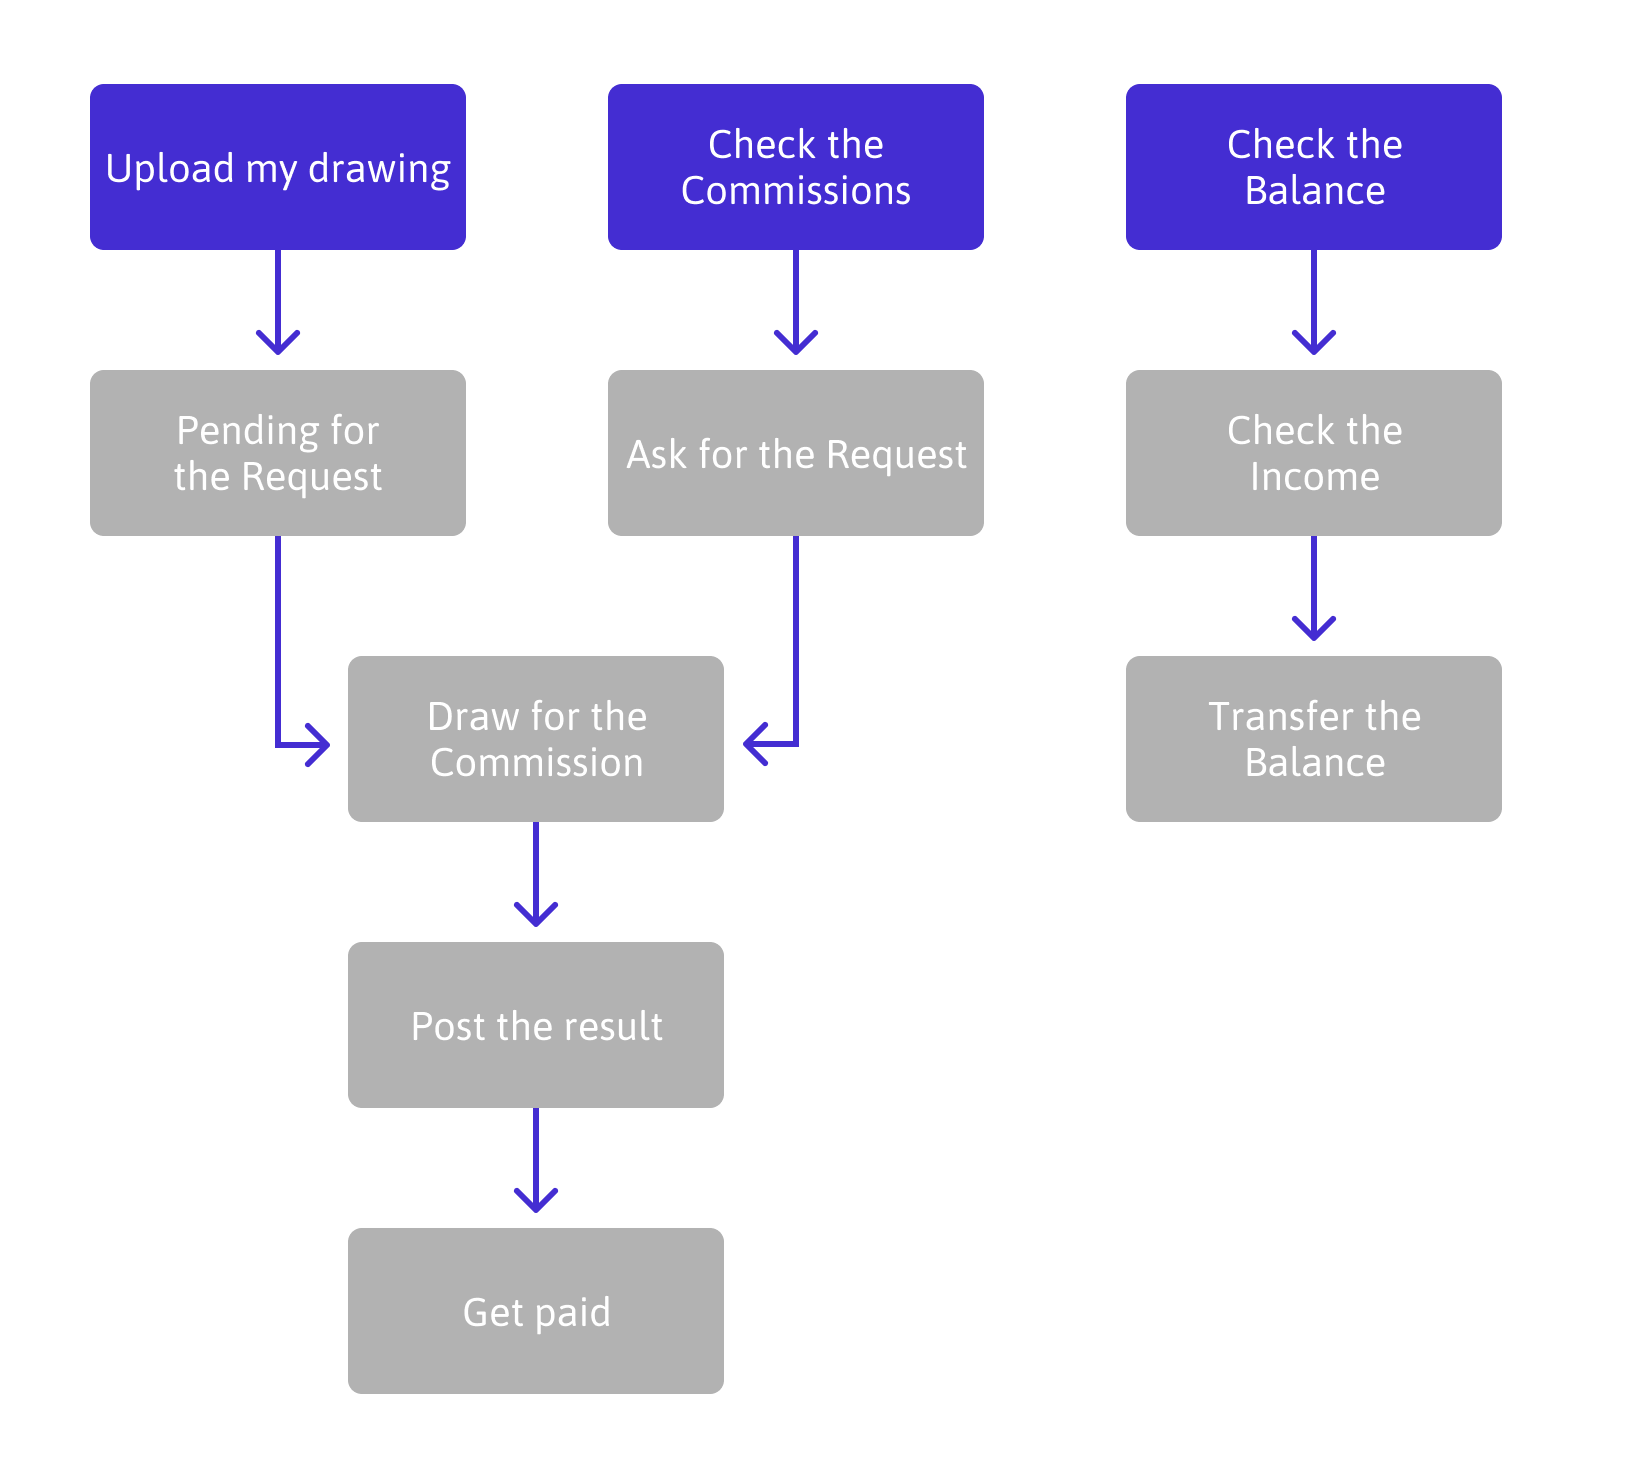 Upload my drawing
Check the
Commissions
Check the
Balance
Pending for
the Request
Ask for the Request
Check the
Income
Draw for the
Commission
Transfer the
Balance
Post the result
Get paid